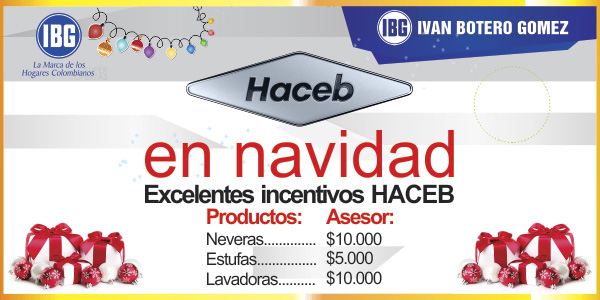 IBG
La Marca de los
Hogares Colombianos
IBG IVAN BOTERO GOMEZ
Haceb
en navidad
Excelentes incentivos HACEB
Productos: Asesor:
Neveras.............. $10.000
Estufas................ $5.000
Lavadoras.......... $10.000